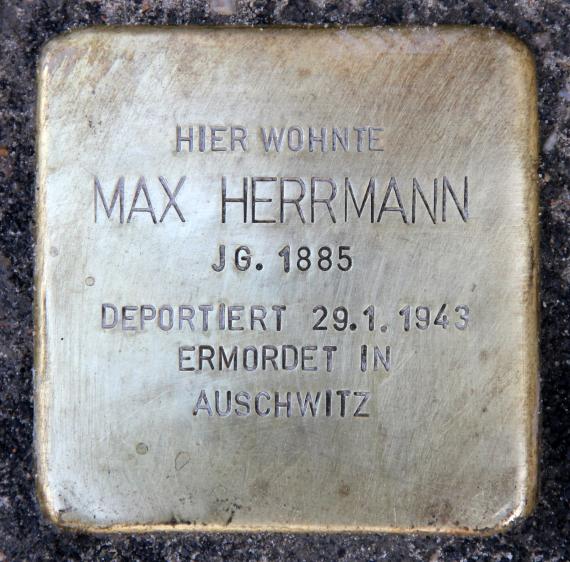 HIER WOHNTE
MAX HERRMANN
JG. 1885
DEPORTIERT 29.1.1943
ERMORDET IN
AUSCHWITZ